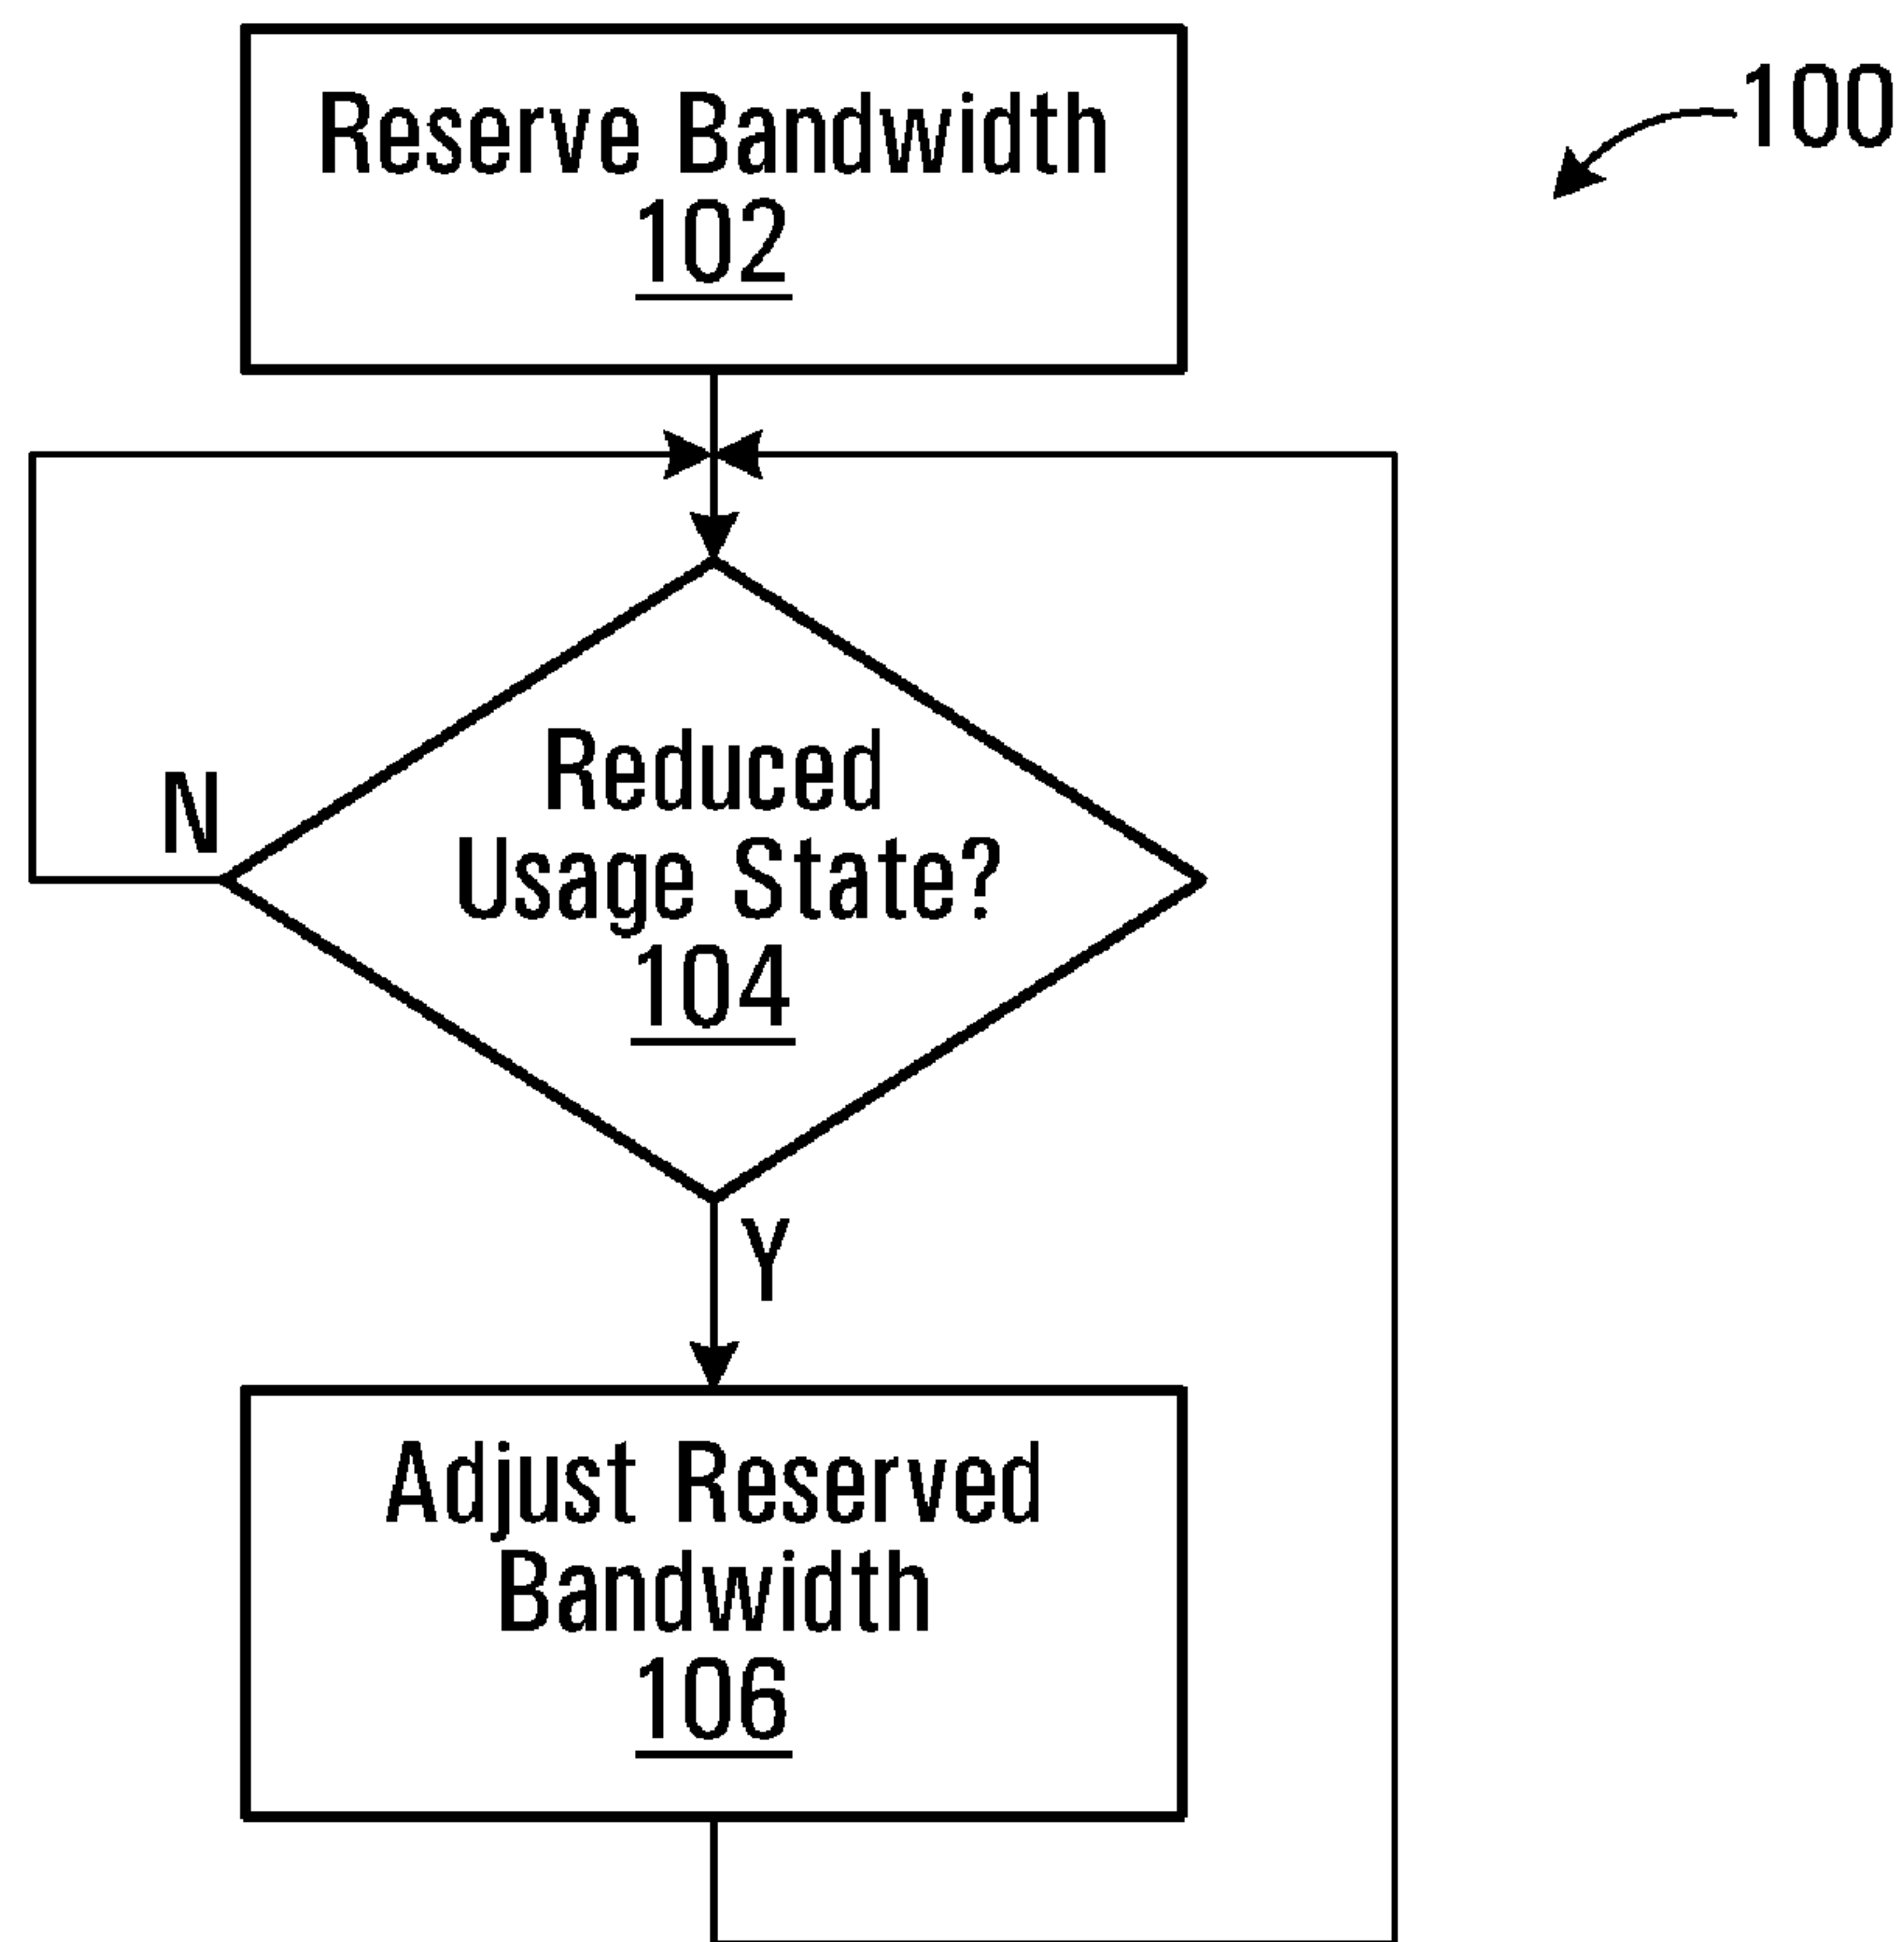 Reserve Bandwidth
102
100
Reduced
Usage State?
104
N
Y
Adjust Reserved
Bandwidth
106